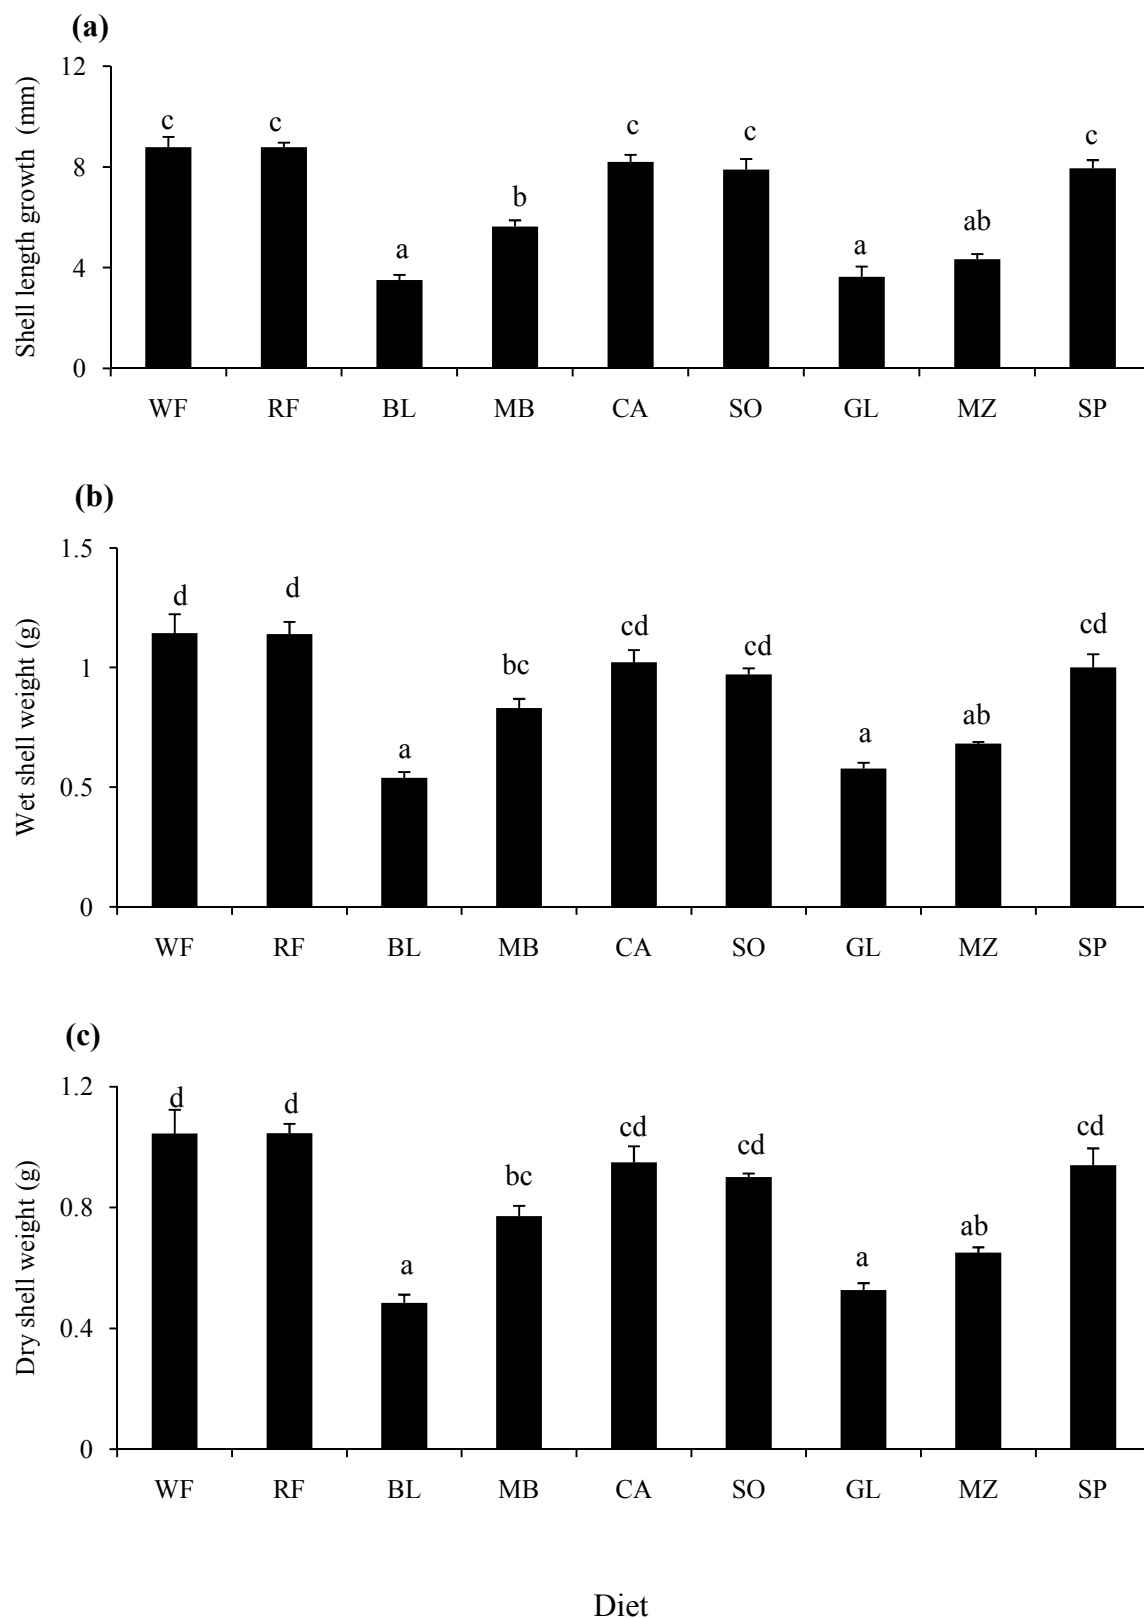 (a)
Shell length growth (mm)
12
8
4
0
c c a b c c a ab c
WF RF BL MB CA SO GL MZ SP
(b)
Wet shell weight (g)
1.5
1
0.5
0
d d a bc cd cd a ab cd
WF RF BL MB CA SO GL MZ SP
(c)
Dry shell weight (g)
1.2
0.8
0.4
0
d d a bc cd cd a ab cd
WF RF BL MB CA SO GL MZ SP
Diet